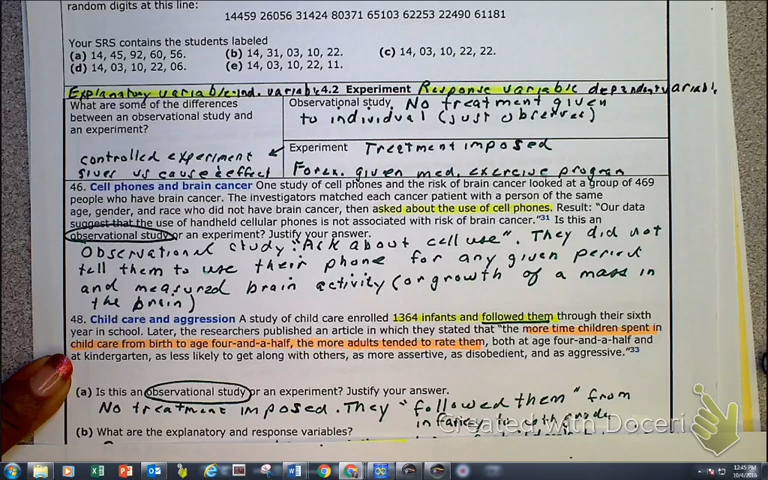 random digits at this line:
14459 26056 31424 80371 65103 62253 22490 61181
Your SRS contains the students labeled
(a) 14, 45, 92, 60, 56. (b) 14, 31, 03, 10, 22. (c) 14, 03, 10, 22, 22.
(d) 14, 03, 10, 22, 06. (e) 14, 03, 10, 22, 11.
Explanatory variable-ind. variable 4.2 Experiment Response variable dependent variable
What are some of the differences
between an observational study and
an experiment?
controlled experiment
gives us cause & effect
Observational study No treatment given
to individual (just observes)
Experiment Treatment imposed
For ex. given med. exercise program
46. Cell phones and brain cancer One study of cell phones and the risk of brain cancer looked at a group of 469
people who have brain cancer. The investigators matched each cancer patient with a person of the same
age, gender, and race who did not have brain cancer, then asked about the use of cell phones. Result: "Our data
suggest that the use of handheld cellular phones is not associated with risk of brain cancer."31 Is this an
observational study or an experiment? Justify your answer.
Observational study "Ask about cell use". They did not
tell them to use their phone for any given period
and measured brain activity (or growth of a mass in
the brain)
48. Child care and aggression A study of child care enrolled 1364 infants and followed them through their sixth
year in school. Later, the researchers published an article in which they stated that "the more time children spent in
child care from birth to age four-and-a-half, the more adults tended to rate them, both at age four-and-a-half and
at kindergarten, as less likely to get along with others, as more assertive, as disobedient, and as aggressive."33
(a) Is this an observational study or an experiment? Justify your answer.
No treatment imposed. They "followed them" from
(b) What are the explanatory and response variables?
Created with Doceri
12:45 PM
10/4/2016